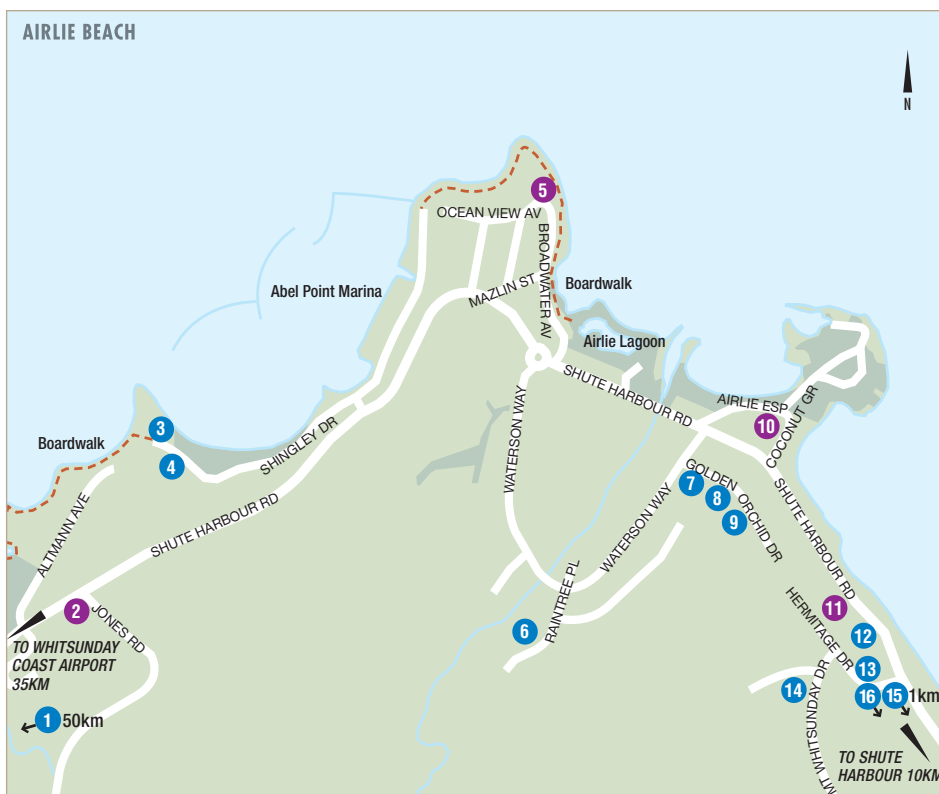 AIRLIE BEACH
N
5
OCEAN VIEW AV
BROADWATER AV
Abel Point Marina
MAZLIN ST
Boardwalk
Airlie Lagoon
SHUTE HARBOUR RD
AIRLIE ESP
COCONUT GR
10
3
Boardwalk
4
SHINGLEY DR
WATERSON WAY
GOLDEN ORCHID DR
7
8
9
SHUTE HARBOUR RD
ALTMANN AVE
SHUTE HARBOUR RD
WATERSON WAY
RAINTREE PL
6
2
JONES RD
11
HERMITAGE DR
12
13
TO WHITSUNDAY
COAST AIRPORT
35KM
14
16
15
1km
MT WHITSUNDAY DR
1
50km
TO SHUTE
HARBOUR 10KM